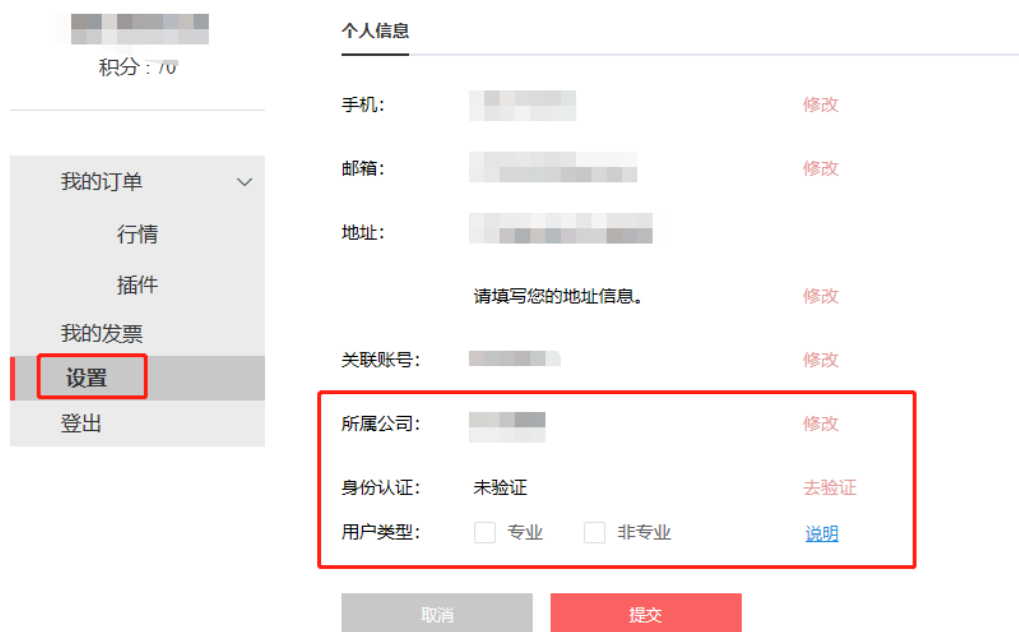 积分 : 70
我的订单
行情
插件
我的发票
设置
登出
个人信息
手机： 修改
邮箱： 修改
地址：
请填写您的地址信息。 修改
关联账号： 修改
所属公司： 修改
身份认证： 未验证 去验证
用户类型： 专业 非专业 说明
取消 提交